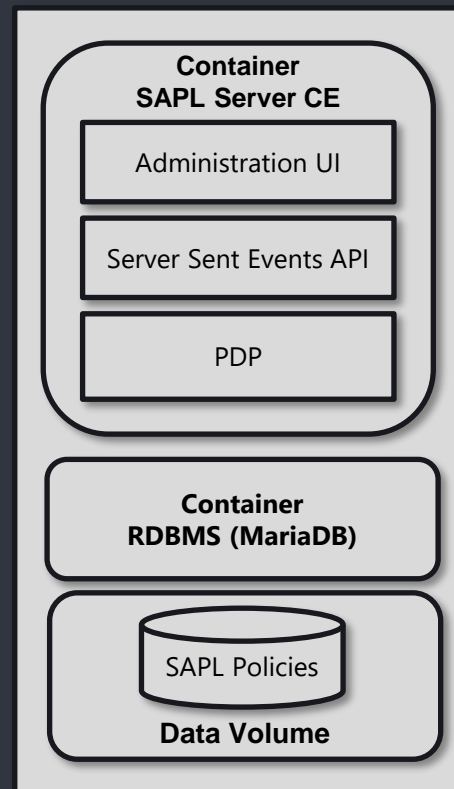 Container
SAPL Server CE
Administration UI
Server Sent Events API
PDP
Container
RDBMS (MariaDB)
SAPL Policies
Data Volume